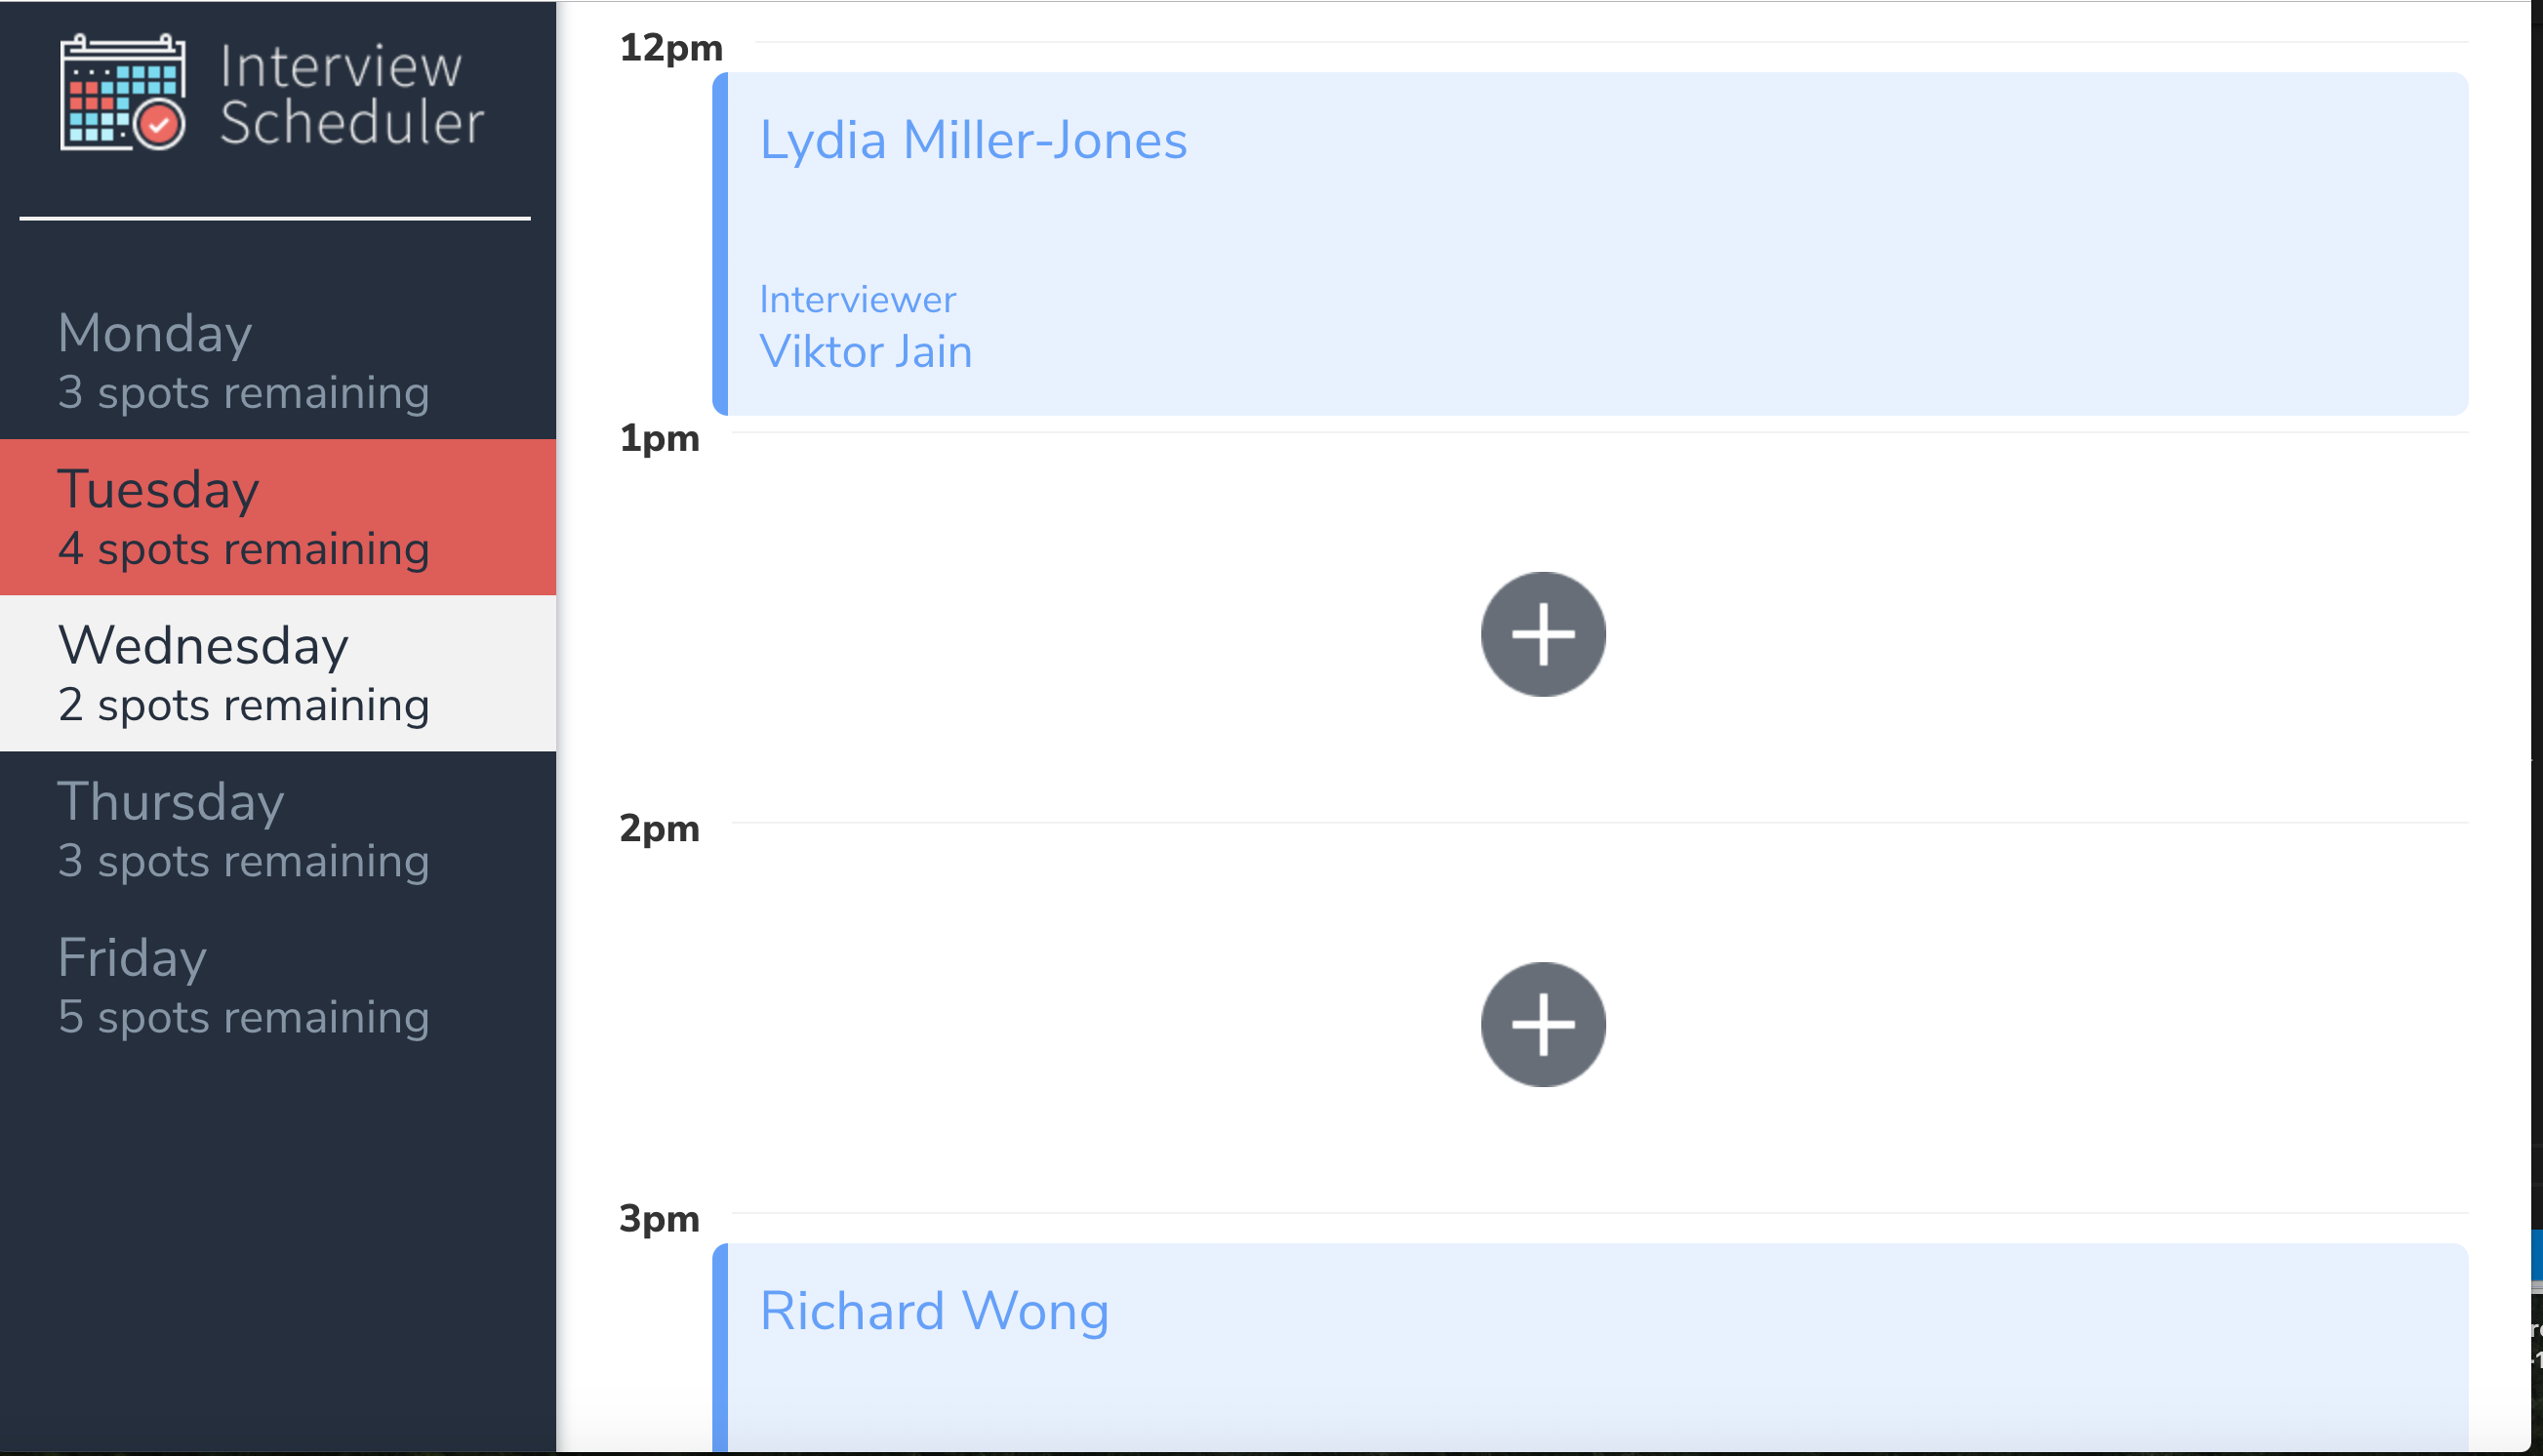 Interview
Scheduler
Monday
3 spots remaining
Tuesday
4 spots remaining
Wednesday
2 spots remaining
Thursday
3 spots remaining
Friday
5 spots remaining
12pm
Lydia Miller-Jones
Interviewer
Viktor Jain
1pm
2pm
3pm
Richard Wong